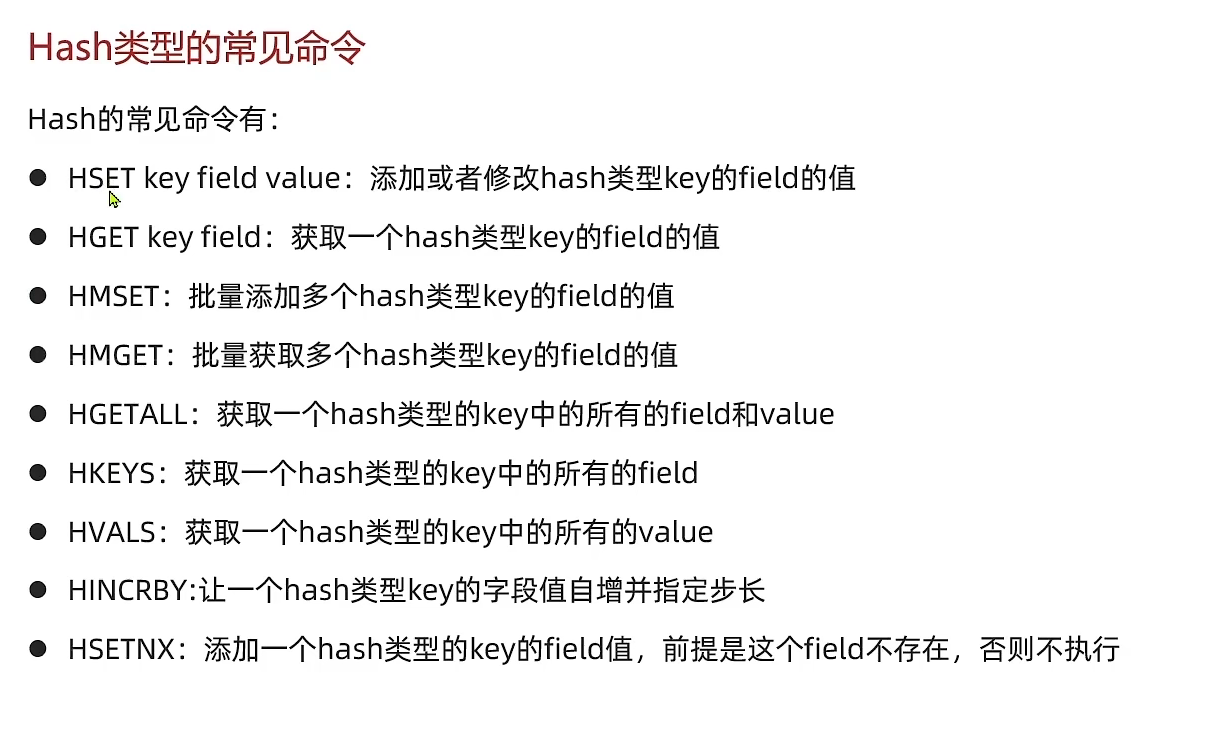 Hash类型的常见命令
Hash的常见命令有：
● HSET key field value：添加或者修改hash类型key的field的值
● HGET key field：获取一个hash类型key的field的值
● HMSET：批量添加多个hash类型key的field的值
● HMGET：批量获取多个hash类型key的field的值
● HGETALL：获取一个hash类型的key中的所有的field和value
● HKEYS：获取一个hash类型的key中的所有的field
● HVALS：获取一个hash类型的key中的所有的value
● HINCRBY:让一个hash类型key的字段值自增并指定步长
● HSETNX：添加一个hash类型的key的field值，前提是这个field不存在，否则不执行